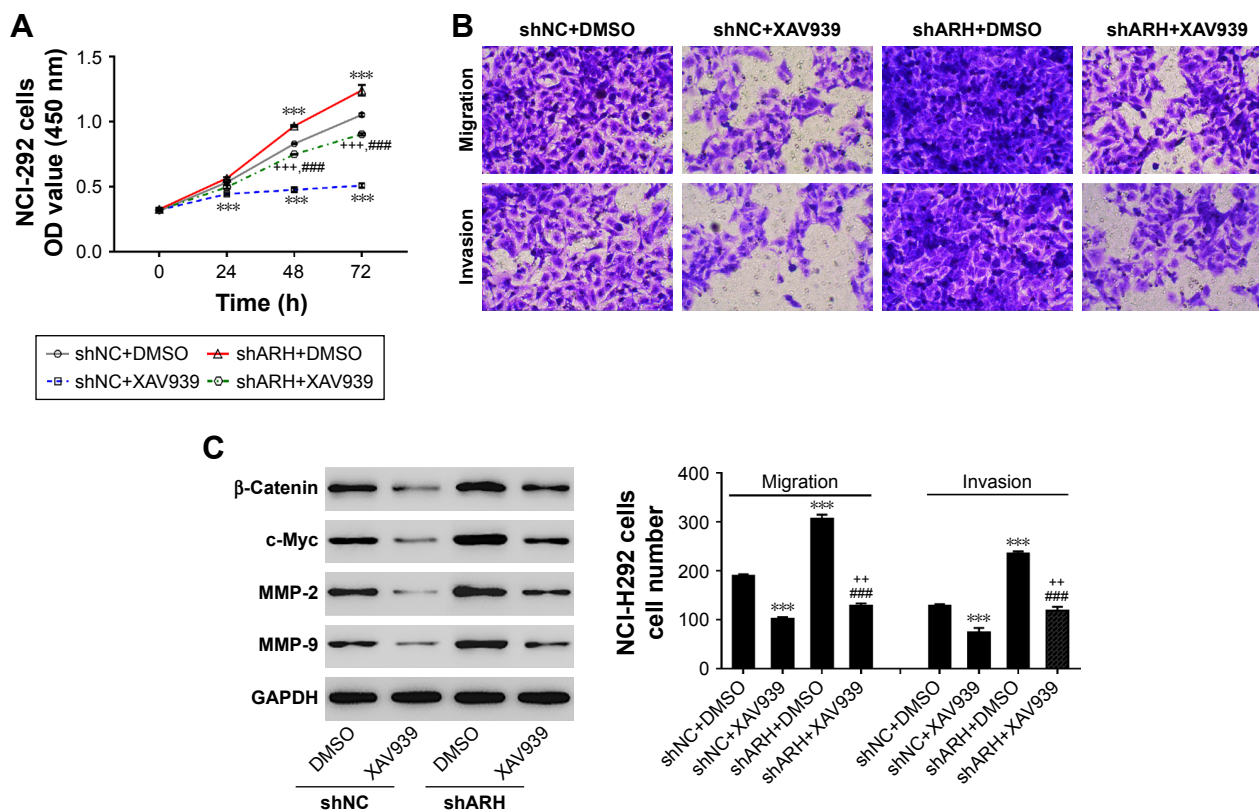 A
NCI-292 cells
OD value (450 nm)
1.5
1.0
0.5
0.0
***
***
***
+++,###
+++,###
***
***
0 24 48 72
Time (h)
shNC+DMSO shARH+DMSO
shNC+XAV939 shARH+XAV939
B
shNC+DMSO shNC+XAV939 shARH+DMSO shARH+XAV939
Migration
Invasion
C
β-Catenin
c-Myc
MMP-2
MMP-9
GAPDH
DMSO XAV939 DMSO XAV939
shNC shARH
NCI-H292 cells
cell number
400
300
200
100
0
Migration Invasion
***
***
++
###
***
***
++
###
shNC+DMSO shNC+XAV939 shARH+DMSO shARH+XAV939 shNC+DMSO shNC+XAV939 shARH+DMSO shARH+XAV939